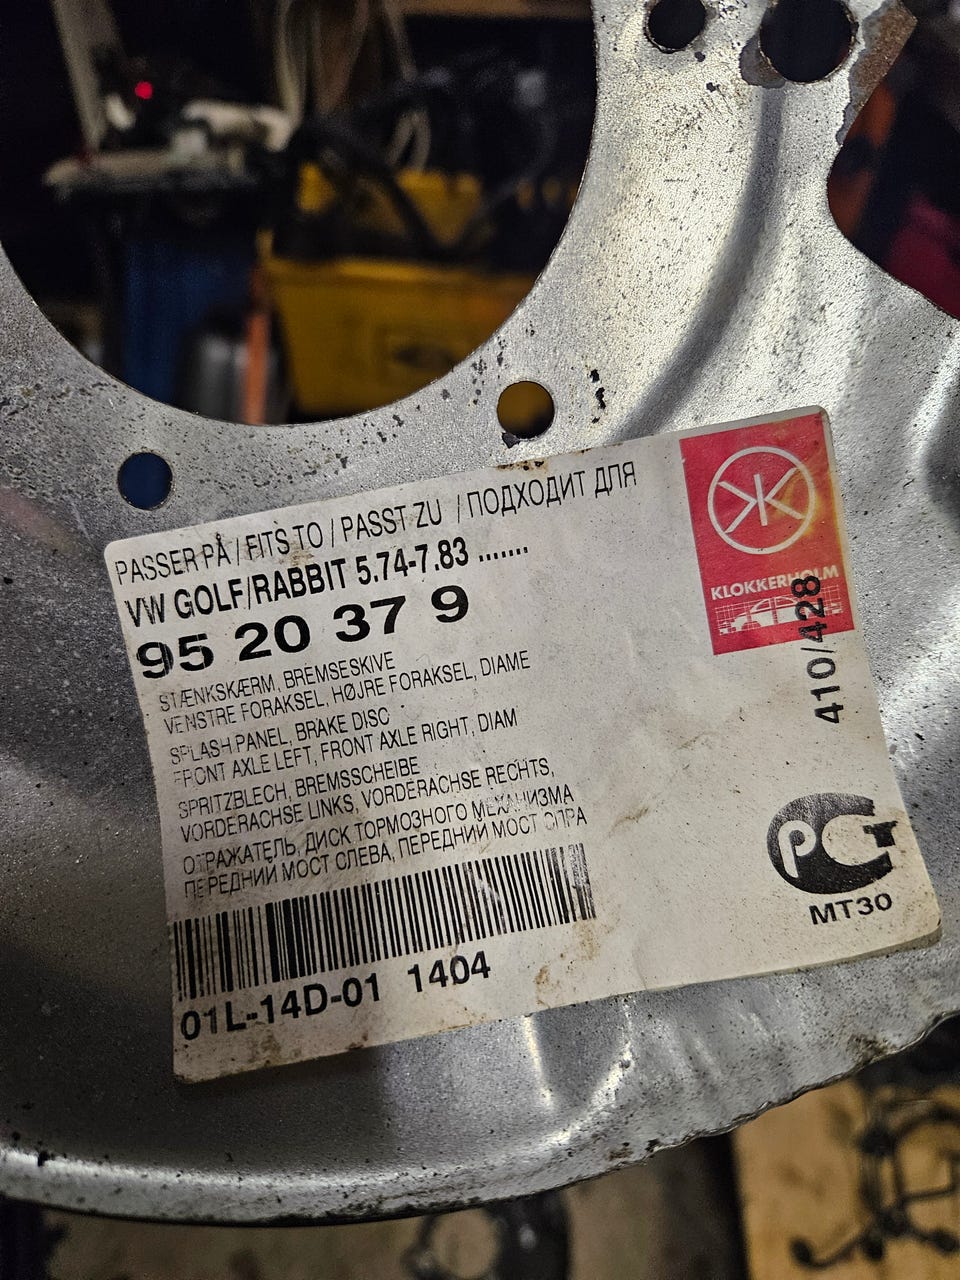 PASSER PÅ / FITS TO / PASST ZU / ПОДХОДИТ ДЛЯ
VW GOLF/RABBIT 5.74-7.83 .......
95 20 37 9
STÆNKSKÆRM, BREMSESKIVE
VENSTRE FORAKSEL, HØJRE FORAKSEL, DIAME
SPLASH PANEL, BRAKE DISC
FRONT AXLE LEFT, FRONT AXLE RIGHT, DIAM
SPRITZBLECH, BREMSSCHEIBE
VORDERACHSE LINKS, VORDERACHSE RECHTS,
ОТРАЖАТЕЛЬ, ДИСК ТОРМОЗНОГО МЕХАНИЗМА
ПЕРЕДНИЙ МОСТ СЛЕВА, ПЕРЕДНИЙ МОСТ СПРА
01L-14D-01 1404
KLOKKERHOLM
410/428
РСТ
MT30